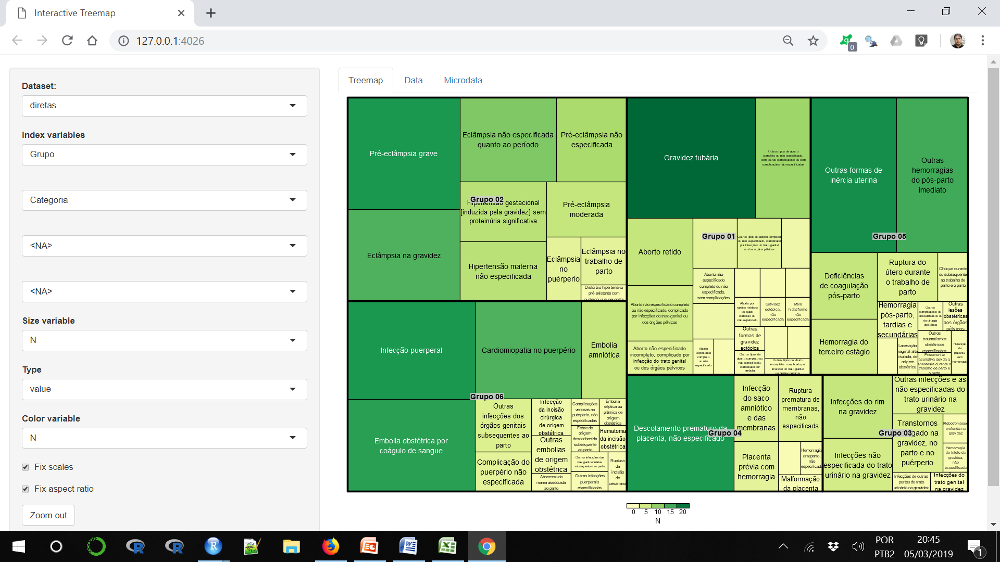 Interactive Treemap
127.0.0.1:4026
0
Dataset:
diretas
Index variables
Grupo
Categoria
<NA>
<NA>
Size variable
N
Type
value
Color variable
N
Fix scales
Fix aspect ratio
Zoom out
Treemap
Data
Microdata
Pré-eclâmpsia grave
Eclâmpsia na gravidez
Eclâmpsia não especificada
quanto ao período
Pré-eclâmpsia não
especificada
Grupo 02
Hipertensão gestacional
[induzida pela gravidez] sem
proteinúria significativa
Pré-eclâmpsia
moderada
Hipertensão materna
não especificada
Eclâmpsia
no
puérperio
Eclâmpsia no
trabalho de
parto
Distúrbio hipertensivo
pré-existente com
proteinúria superposta
Gravidez tubária
Outros tipos de aborto
completo ou não especificado,
com outras complicações ou com
complicações não especificadas
Grupo 01
Aborto retido
Outros tipos de aborto completo
ou não especificado, complicado
por infecções do trato genital
ou dos órgãos pélvicos
Aborto não
especificado
completo ou não
especificado,
sem complicações
Aborto não especificado completo
ou não especificado, complicado
por infecções do trato genital ou
dos órgões pélvicos
Aborto por
razões médicas
ou legais
completo ou
não espeificado
Grávidez
ectópica,
não
especificada
Mola
hidatiforme
não
especificada
Outras
formas de
gravidez
ectópica
Aborto não especificado
incompleto, complicado por
infecção do trato genital
ou dos órgãos pélvicos
Aborto
espontâneo
completo
ou não
especificado
Outros tipos de
aborto completo ou
não especificado,
complicado por
embolia
Outros tipos de aborto
incompleto, complicado por
infecção do trato genital
ou dos órgãos pélvicos
Outras formas de
inércia uterina
Outras
hemorragias
do pós-parto
imediato
Grupo 05
Deficiências
de coagulação
pós-parto
Ruptura do
útero durante
o trabalho de
parto
Choque durante
ou subsequente
ao trabalho de
parto e o parto
Hemorragia do
terceiro estágio
Hemorragia
pós-parto,
tardias e
secundárias
Outras
complicações de
procedimentos ou
de cirurgia
obstétrica
Outras
lesões
obstétricas
aos órgãos
pélvicos
Outros
traumatismos
obstétricos
especificados
Laceração
vaginal alta
isolada, de
origem
obstétrica
Pneumonite
aspirativa devida a
anestesia durante o
trabalho de parto e
o parto
Retenção
da
placenta
sem
hemorragia
Infecção puerperal
Cardiomiopatia no puerpério
Embolia
amniótica
Grupo 06
Embolia obstétrica por
coágulo de sangue
Outras
infecções dos
órgãos genitais
subsequentes ao
parto
Infecção
da incisão
cirúrgica
de origem
obstétrica
Complicações
venosas no
puérperio, não
especificadas
Embolia
séptica ou
piêmica de
origem
obstétrica
Febre de
origem
desconhecida
subsequente
ao parto
Hematoma
da incisão
obstétrica
Complicação do
puerpério não
especificada
Outras
embolias
de origem
obstétrica
Abscesso da
mama associada
ao parto
Outras infecções das
vias genitourinárias
subsequentes ao parto
Outras infecções
puerperais
especificadas
Ruptura
da
incisão
de
cesariana
Descolamento prematuro da
placenta, não especificado
Grupo 04
Infecção
do saco
amniótico
e das
membranas
Ruptura
prematura de
membranas,
não
especificada
Placenta
prévia com
hemorragia
Hemorragia
anteparto,
não
especificada
Malformação
da placenta
Infecções do rim
na gravidez
Outras infecções e as
não especificadas do
trato urinário na
gravidez
Grupo 03
Infecções não
especificada do trato
urinário na gravidez
Transtornos
gado na
gravidez, no
parto e no
puérperio
Flebotrombose
profunda na
gravidez
Hemorragia
do início da
gravidez,
não
especificada
Infecções de outras
partes do trato
urinário na gravidez
Infecções do
trato genital
na gravidez
0 5 10 15 20
N
POR
PTB2
20:45
05/03/2019
1